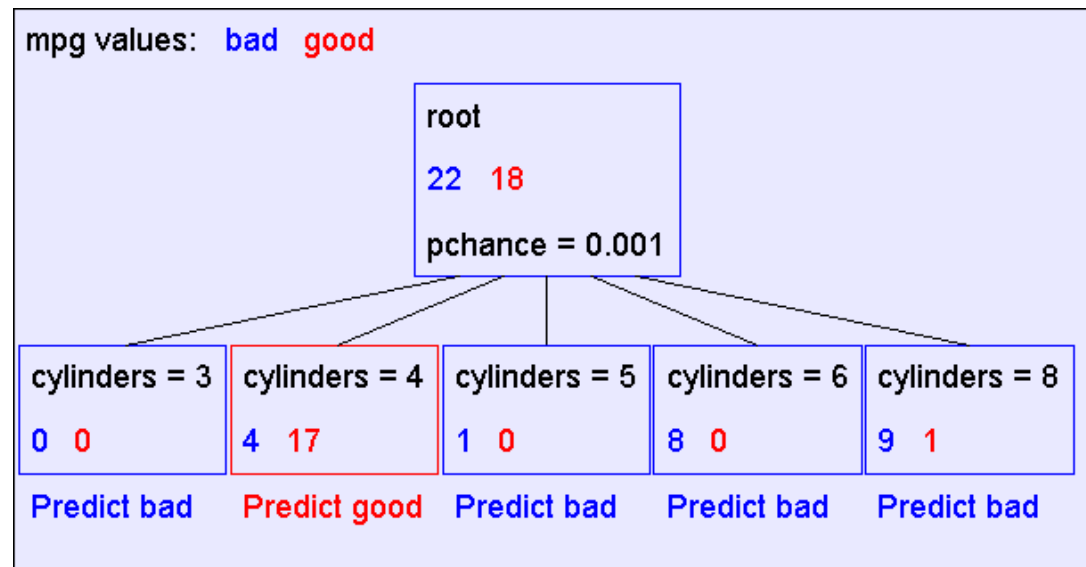 mpg values: bad good
root
22 18
pchance = 0.001
cylinders = 3 cylinders = 4 cylinders = 5 cylinders = 6 cylinders = 8
0 0 4 17 1 0 8 0 9 1
Predict bad Predict good Predict bad Predict bad Predict bad